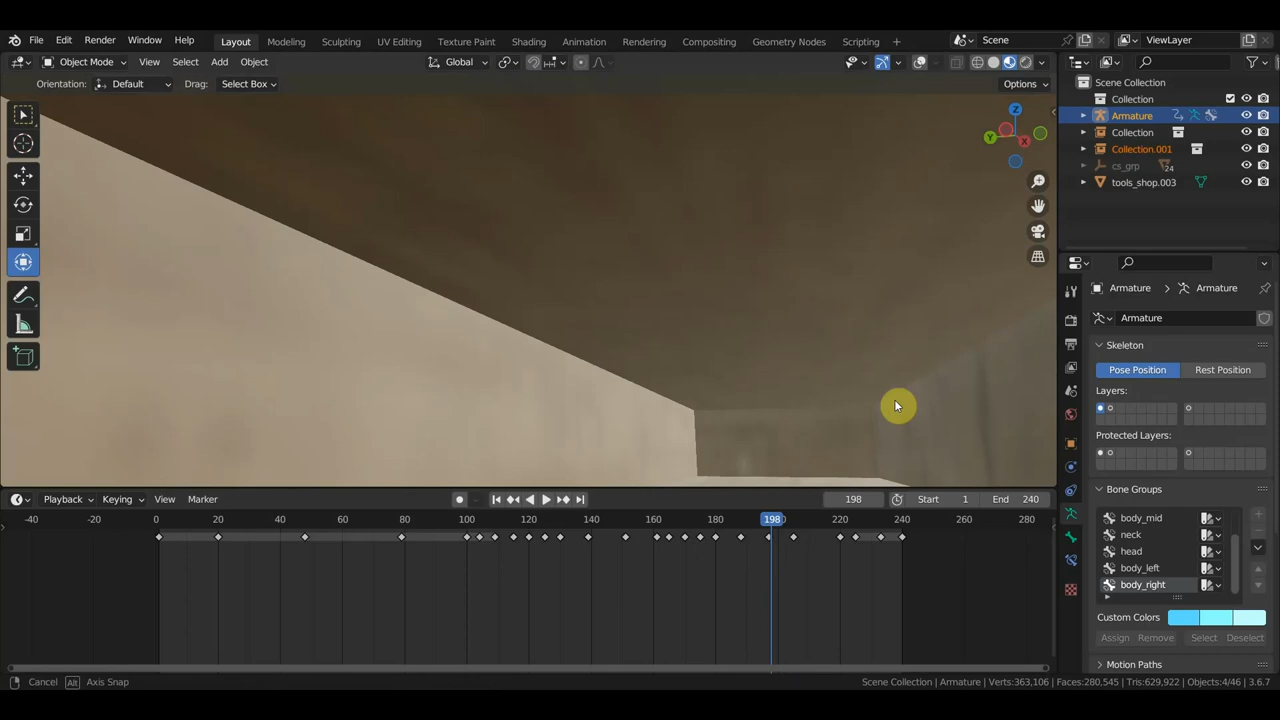 File Edit Render Window Help Layout Modeling Sculpting UV Editing Texture Paint Shading Animation Rendering Compositing Geometry Nodes Scripting + Scene ViewLayer
Object Mode View Select Add Object Global Options
Orientation: Default Drag: Select Box
Scene Collection
Collection
Armature
Collection
Collection.001
cs_grp 24
tools_shop.003
Z
Y
X
Armature > Armature
Armature
Skeleton
Pose Position Rest Position
Layers:
Protected Layers:
Bone Groups
body_mid
neck
head
body_left
body_right
Custom Colors
Assign Remove Select Deselect
Motion Paths
Playback Keying View Marker 198 Start 1 End 240
-40 -20 0 20 40 60 80 100 120 140 160 180 198 220 240 260 280
Cancel Alt Axis Snap Scene Collection | Armature | Verts:363,106 | Faces:280,545 | Tris:629,922 | Objects:4/46 | 3.6.7